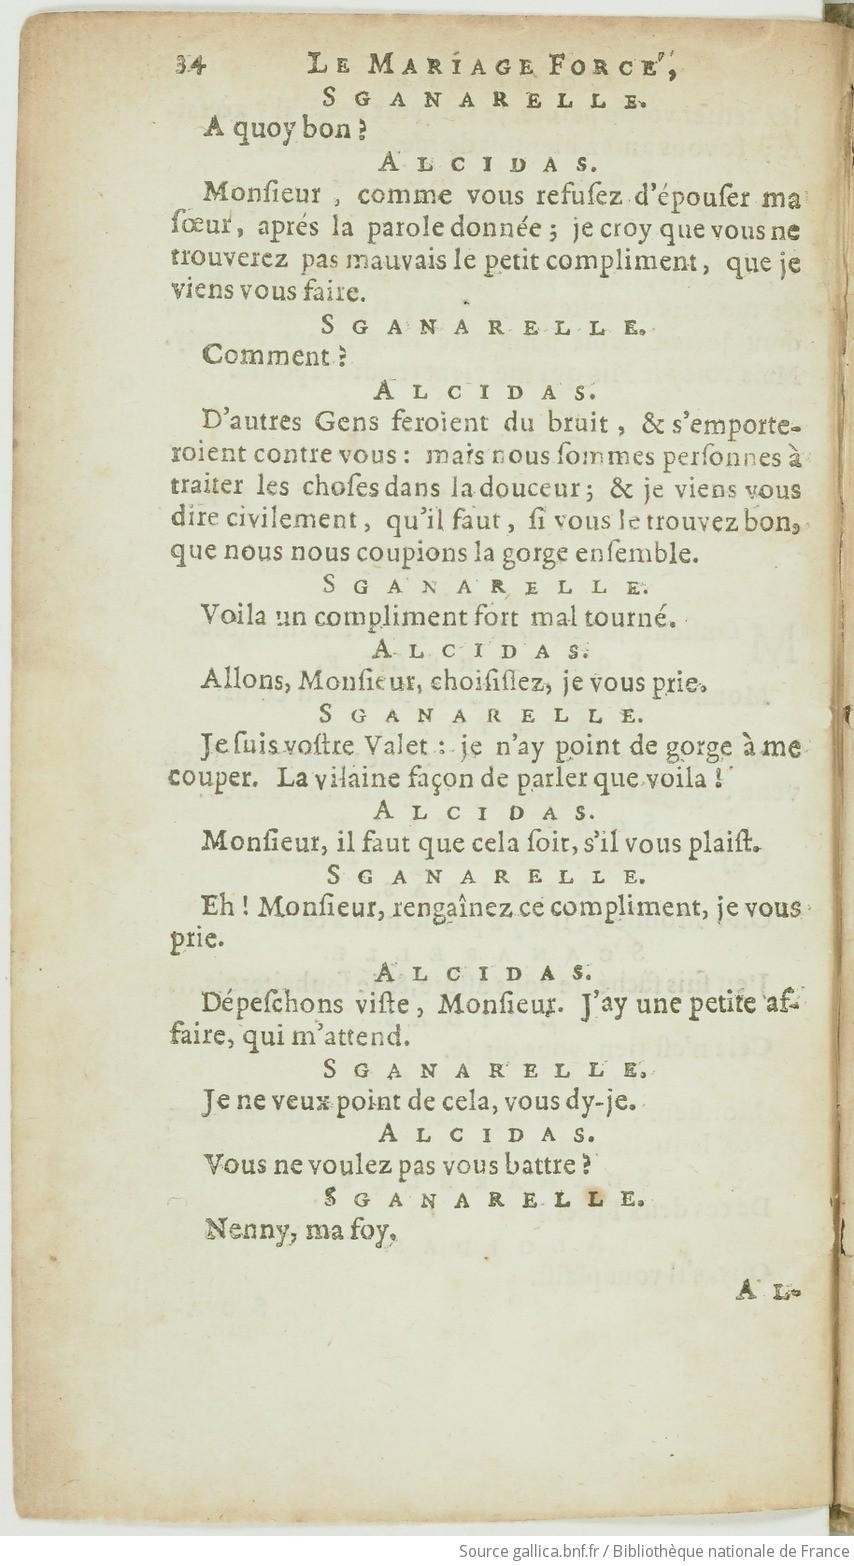 34 LE MARIAGE FORCE',
SGANARELLE.
A quoy bon?
ALCIDAS.
Monſieur, comme vous refuſez d'épouſer ma
ſœur, aprés la parole donnée; je croy que vous ne
trouverez pas mauvais le petit compliment, que je
viens vous faire.
SGANARELLE.
Comment?
ALCIDAS.
D'autres Gens feroient du bruit, & s'emporte-
roient contre vous: mais nous ſommes perſonnes à
traiter les choſes dans la douceur; & je viens vous
dire civilement, qu'il faut, ſi vous le trouvez bon,
que nous nous coupions la gorge enſemble.
SGANARELLE.
Voila un compliment fort mal tourné.
ALCIDAS.
Allons, Monſieur, choiſiſſez, je vous prie.
SGANARELLE.
Je ſuis voſtre Valet: je n'ay point de gorge à me
couper. La vilaine façon de parler que voila!
ALCIDAS.
Monſieur, il faut que cela ſoit, s'il vous plaiſt.
SGANARELLE.
Eh! Monſieur, rengaînez ce compliment, je vous
prie.
ALCIDAS.
Dépeſchons viſte, Monſieur. J'ay une petite af-
faire, qui m'attend.
SGANARELLE.
Je ne veux point de cela, vous dy-je.
ALCIDAS.
Vous ne voulez pas vous battre?
SGANARELLE.
Nenny, ma foy.
AL-
Source gallica.bnf.fr / Bibliothèque nationale de France